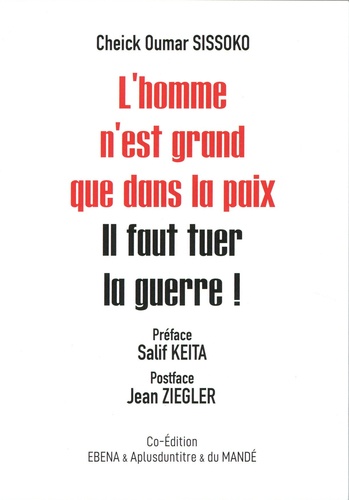 Cheick Oumar SISSOKO
L'homme
n'est grand
que dans la paix
Il faut tuer
la guerre !
Préface
Salif KEITA
Postface
Jean ZIEGLER
Co-Édition
EBENA & Aplusduntitre & du MANDÉ